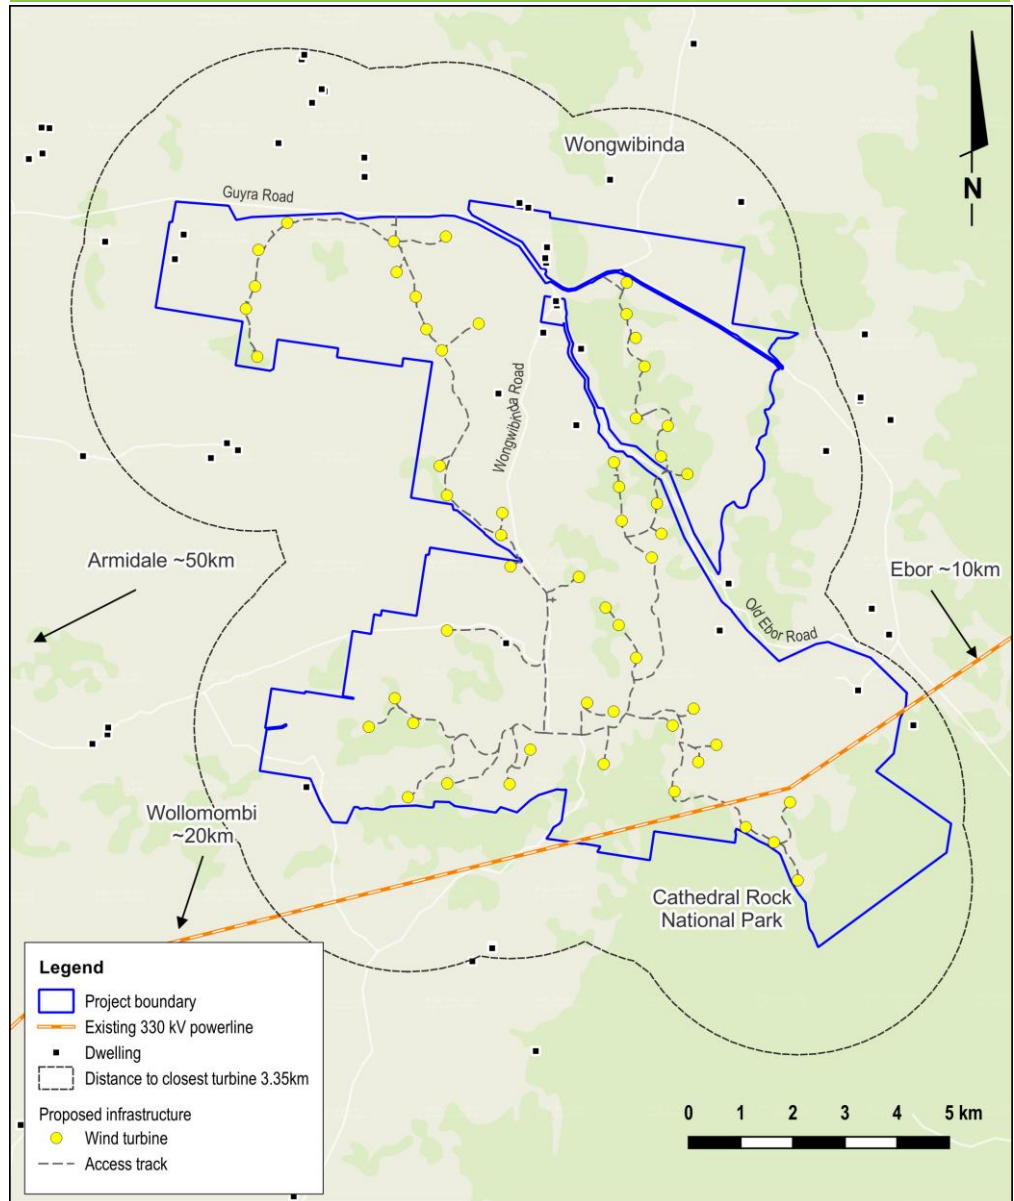 Wongwibinda
N
Guyra Road
Wongwibinda Road
Armidale ~50km
Ebor ~10km
Old Ebor Road
Wollomombi
~20km
Cathedral Rock
National Park
Legend
Project boundary
Existing 330 kV powerline
Dwelling
Distance to closest turbine 3.35km
Proposed infrastructure
Wind turbine
Access track
0 1 2 3 4 5 km